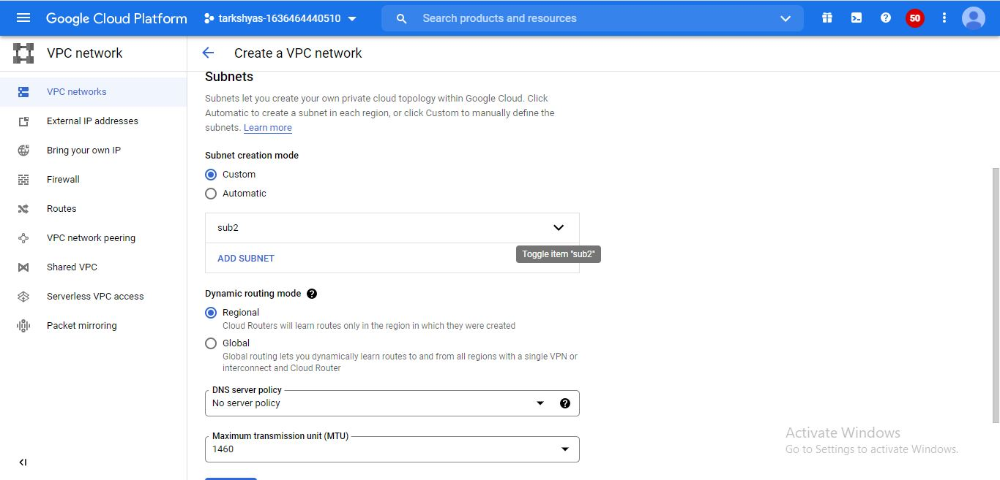 Google Cloud Platform
tarkshyas-1636464440510
Search products and resources
50
VPC network
Create a VPC network
VPC networks
External IP addresses
Bring your own IP
Firewall
Routes
VPC network peering
Shared VPC
Serverless VPC access
Packet mirroring
Subnets
Subnets let you create your own private cloud topology within Google Cloud. Click
Automatic to create a subnet in each region, or click Custom to manually define the
subnets. Learn more
Subnet creation mode
Custom
Automatic
sub2
Toggle item "sub2"
ADD SUBNET
Dynamic routing mode
Regional
Cloud Routers will learn routes only in the region in which they were created
Global
Global routing lets you dynamically learn routes to and from all regions with a single VPN or
interconnect and Cloud Router
DNS server policy
No server policy
Maximum transmission unit (MTU)
1460
Activate Windows
Go to Settings to activate Windows.